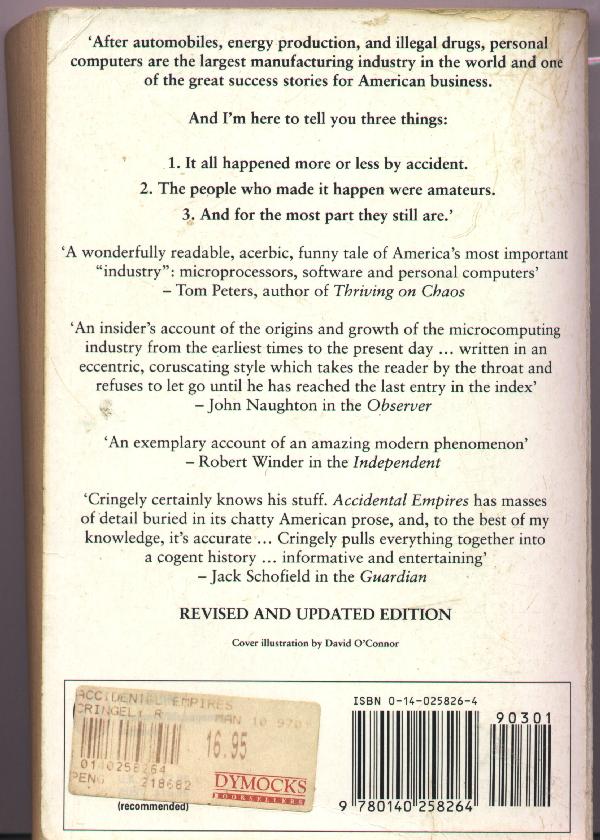 ‘After automobiles, energy production, and illegal drugs, personal
computers are the largest manufacturing industry in the world and one
of the great success stories for American business.
And I’m here to tell you three things:
1. It all happened more or less by accident.
2. The people who made it happen were amateurs.
3. And for the most part they still are.’
‘A wonderfully readable, acerbic, funny tale of America’s most important
“industry”: microprocessors, software and personal computers’
– Tom Peters, author of Thriving on Chaos
‘An insider’s account of the origins and growth of the microcomputing
industry from the earliest times to the present day … written in an
eccentric, coruscating style which takes the reader by the throat and
refuses to let go until he has reached the last entry in the index’
– John Naughton in the Observer
‘An exemplary account of an amazing modern phenomenon’
– Robert Winder in the Independent
‘Cringely certainly knows his stuff. Accidental Empires has masses
of detail buried in its chatty American prose, and, to the best of my
knowledge, it’s accurate … Cringely pulls everything together into
a cogent history … informative and entertaining’
– Jack Schofield in the Guardian
REVISED AND UPDATED EDITION
Cover illustration by David O’Connor
ACCIDENTAL EMPIRES
CRINGELY R
MAN 10 970
16.95
0140258264
PENG
218682
DYMOCKS
BOOKSELLERS
(recommended)
ISBN 0-14-025826-4
90301
9 780140 258264